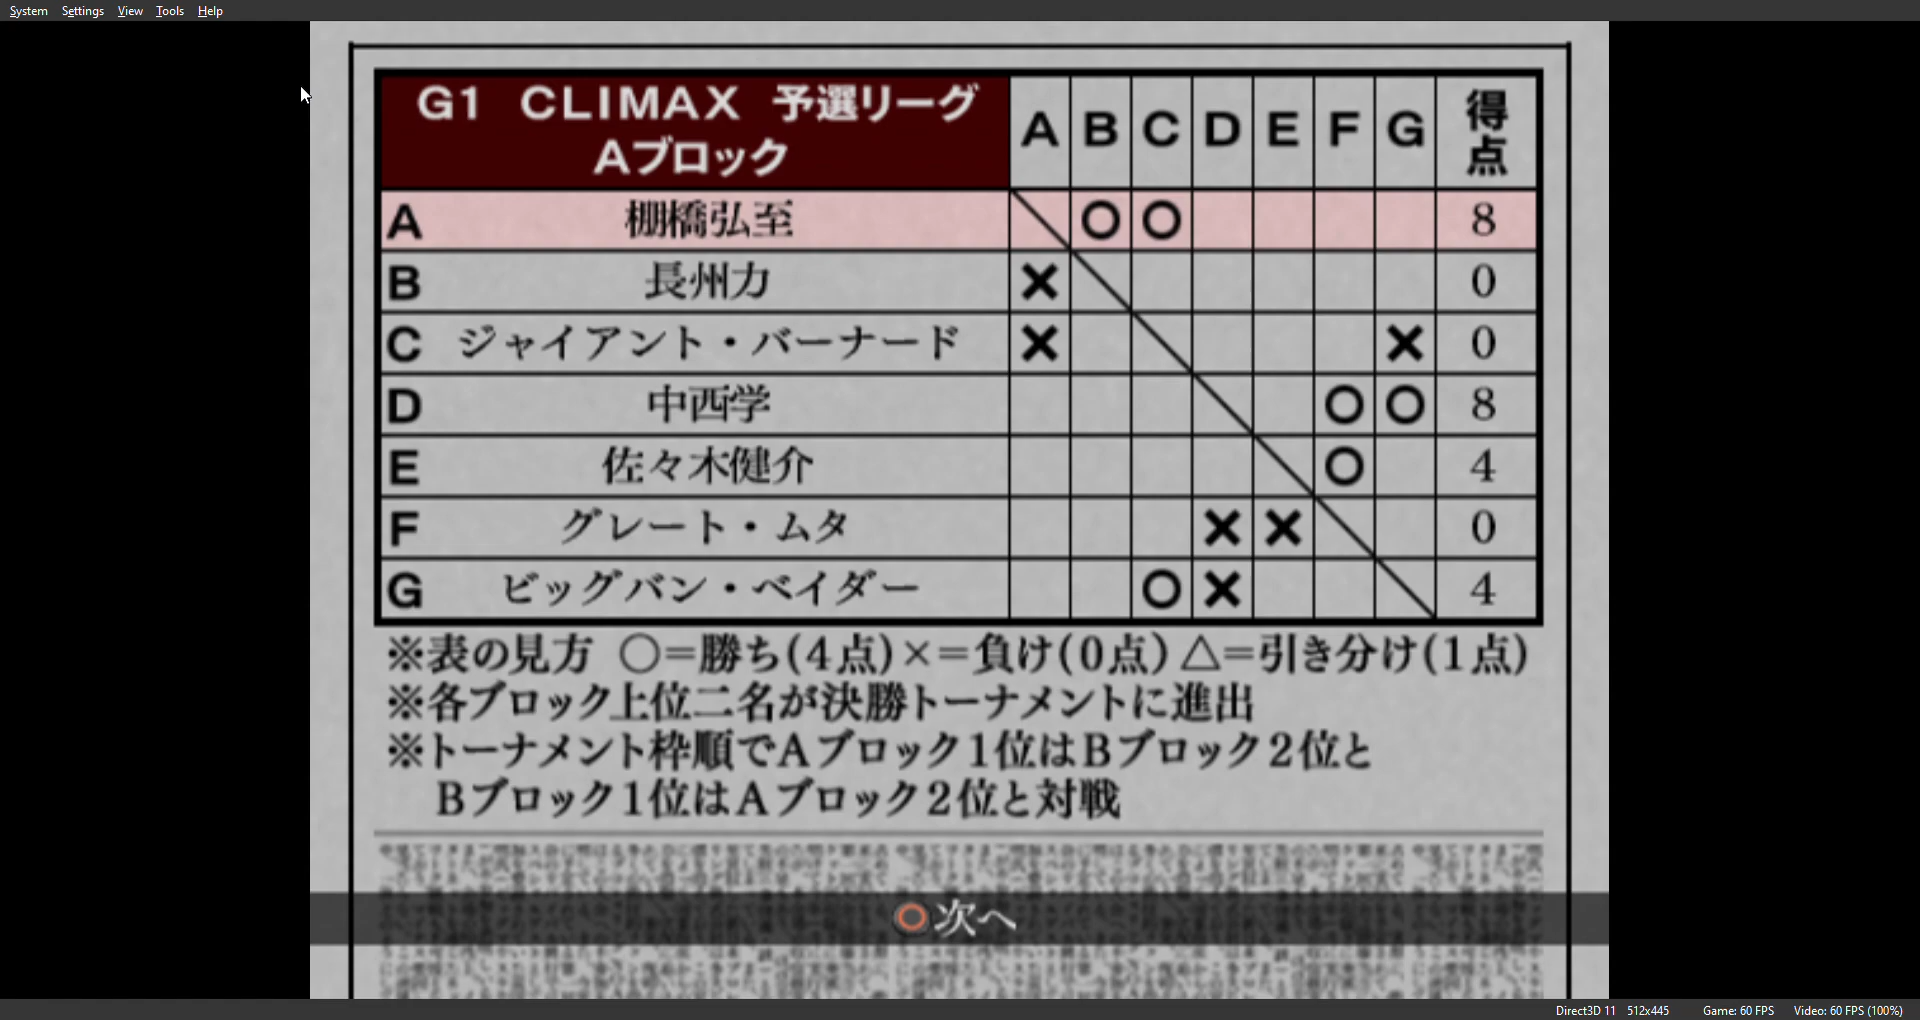 System Settings View Tools Help
G1 CLIMAX 予選リーグ
Aブロック
A B C D E F G 得点
A 棚橋弘至 ○ ○ 8
B 長州力 × 0
C ジャイアント・バーナード × × 0
D 中西学 ○ ○ 8
E 佐々木健介 ○ 4
F グレート・ムタ × × 0
G ビッグバン・ベイダー ○ × 4
※表の見方 ○=勝ち(4点)×=負け(0点)△=引き分け(1点)
※各ブロック上位二名が決勝トーナメントに進出
※トーナメント枠順でAブロック1位はBブロック2位と
Bブロック1位はAブロック2位と対戦
○次へ
Direct3D 11 512x445 Game: 60 FPS Video: 60 FPS (100%)